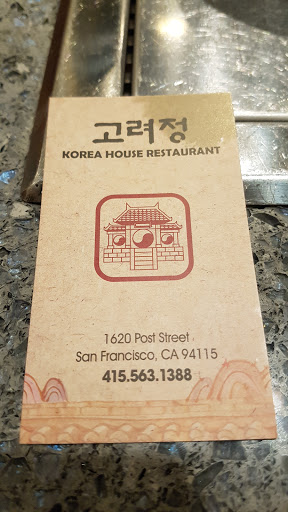 고려정
KOREA HOUSE RESTAURANT
1620 Post Street
San Francisco, CA 94115
415.563.1388